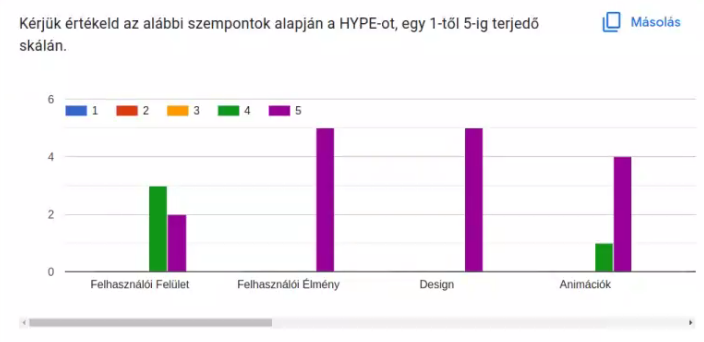 Kérjük értékeld az alábbi szempontok alapján a HYPE-ot, egy 1-től 5-ig terjedő
skálán.
Másolás
6
1 2 3 4 5
4
2
0
Felhasználói Felület Felhasználói Élmény Design Animációk